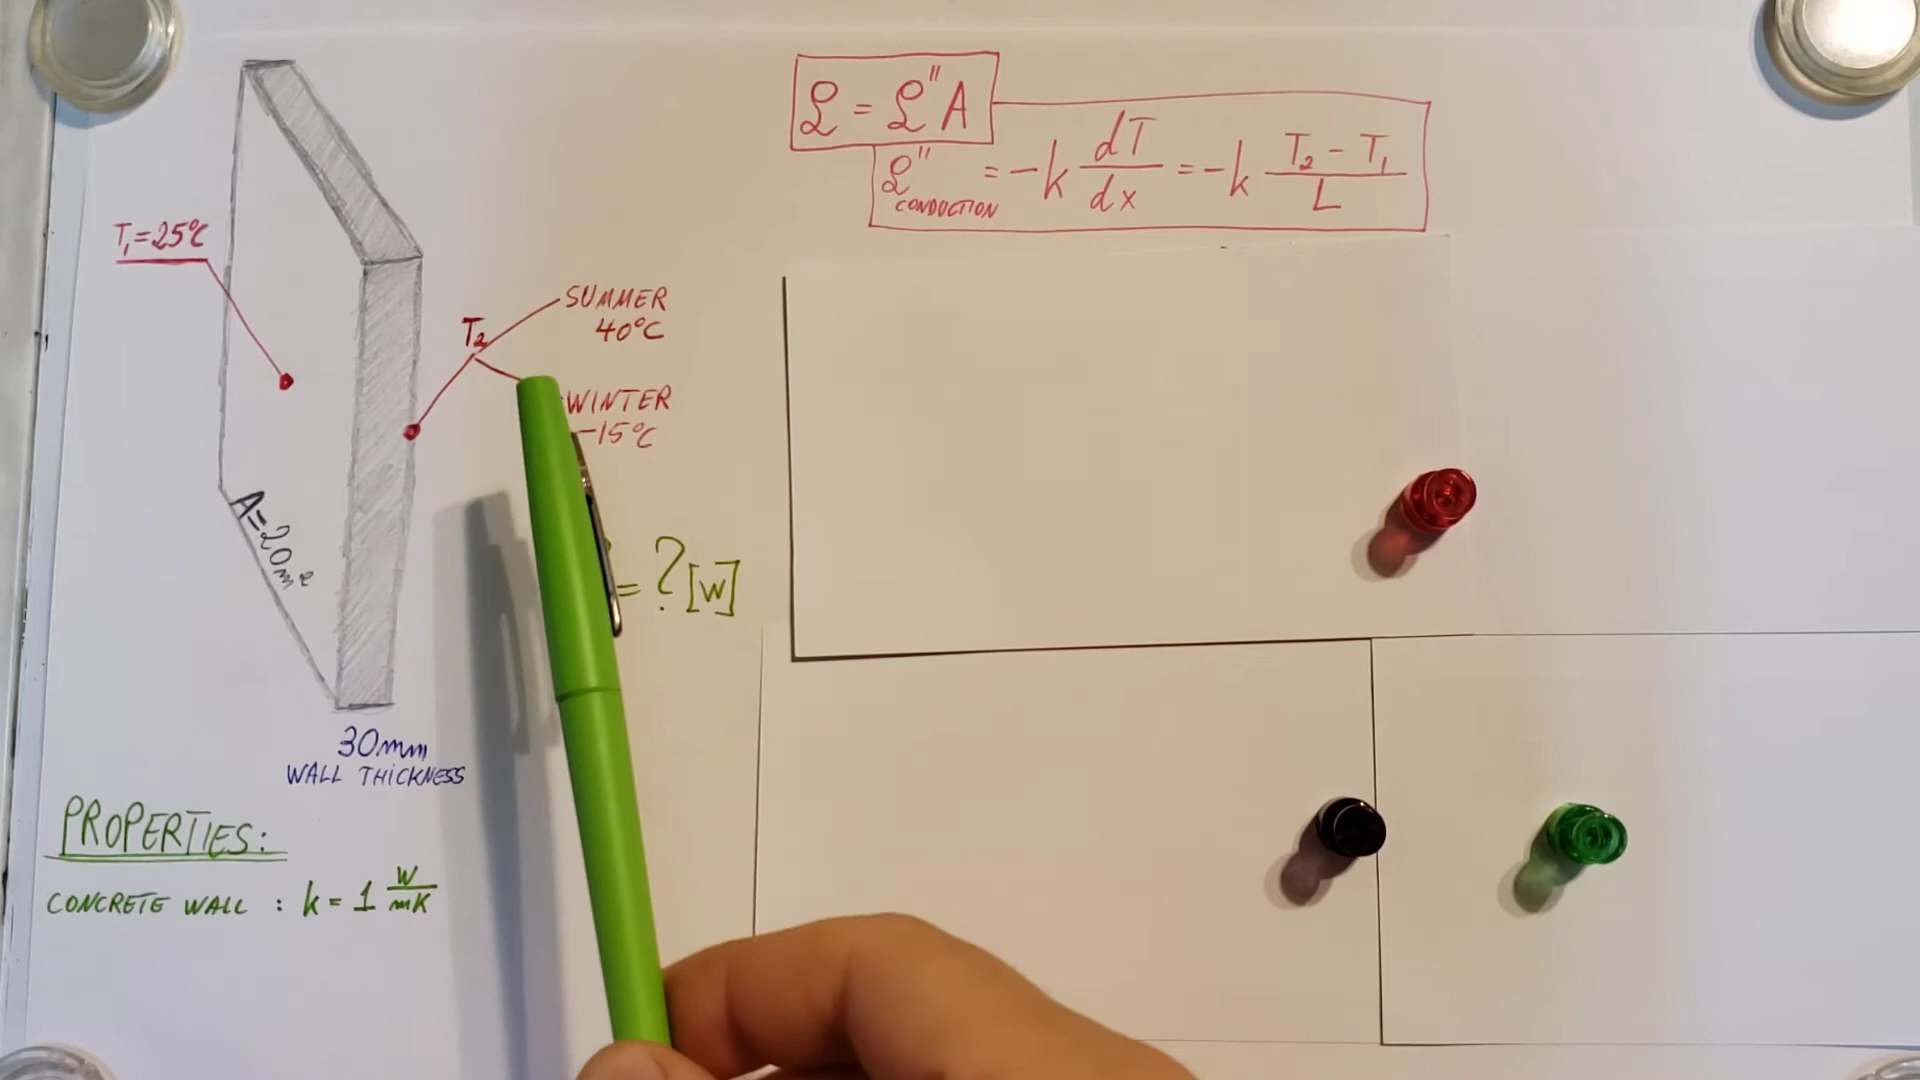 T₁=25°C
T₂
SUMMER
40°C
WINTER
-15°C
A=20m²
= ? [W]
30mm
WALL THICKNESS
PROPERTIES:
CONCRETE WALL : k = 1 W/mK
q = q"A
q" CONDUCTION = -k dT/dx = -k (T₂ - T₁)/L